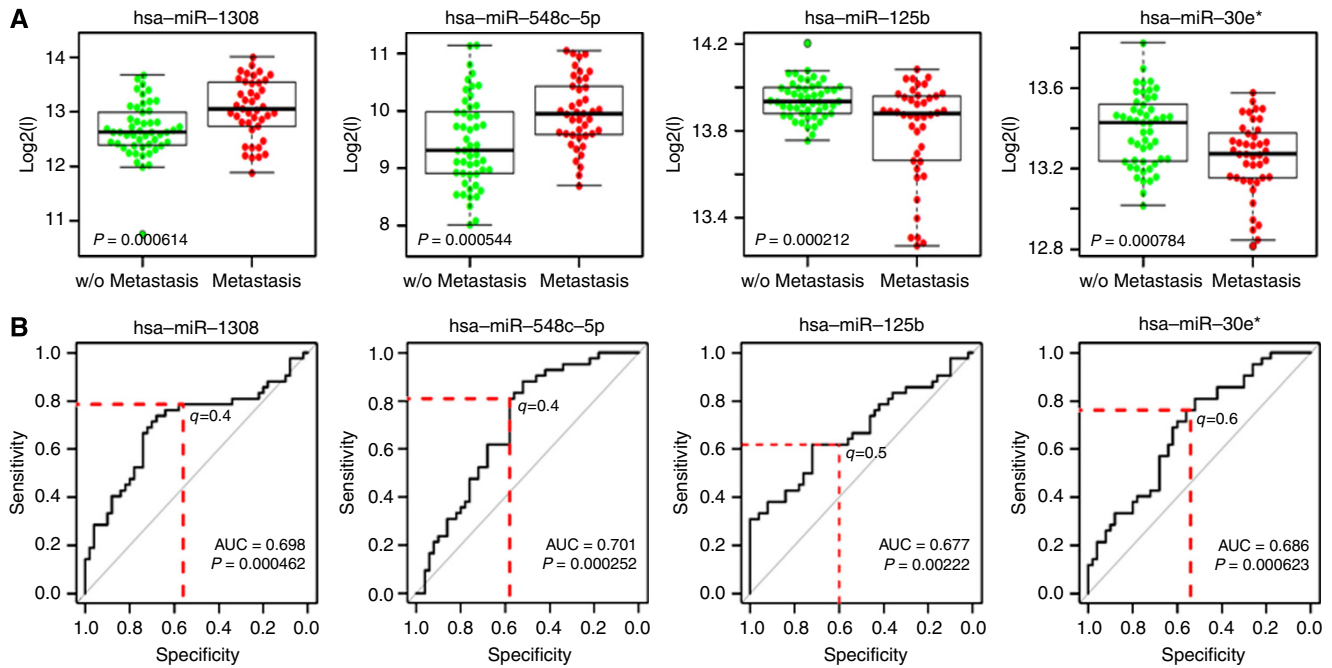 A
hsa–miR–1308
hsa–miR–548c–5p
hsa–miR–125b
hsa–miR–30e*
Log2(I)
14
13
12
11
P = 0.000614
w/o Metastasis
Metastasis
Log2(I)
11
10
9
8
P = 0.000544
w/o Metastasis
Metastasis
Log2(I)
14.2
13.8
13.4
P = 0.000212
w/o Metastasis
Metastasis
Log2(I)
13.6
13.2
12.8
P = 0.000784
w/o Metastasis
Metastasis
B
hsa–miR–1308
hsa–miR–548c–5p
hsa–miR–125b
hsa–miR–30e*
Sensitivity
1.0
0.8
0.6
0.4
0.2
0.0
q=0.4
AUC = 0.698
P = 0.000462
1.0 0.8 0.6 0.4 0.2 0.0
Specificity
Sensitivity
1.0
0.8
0.6
0.4
0.2
0.0
q=0.4
AUC = 0.701
P = 0.000252
1.0 0.8 0.6 0.4 0.2 0.0
Specificity
Sensitivity
1.0
0.8
0.6
0.4
0.2
0.0
q=0.5
AUC = 0.677
P = 0.00222
1.0 0.8 0.6 0.4 0.2 0.0
Specificity
Sensitivity
1.0
0.8
0.6
0.4
0.2
0.0
q=0.6
AUC = 0.686
P = 0.000623
1.0 0.8 0.6 0.4 0.2 0.0
Specificity